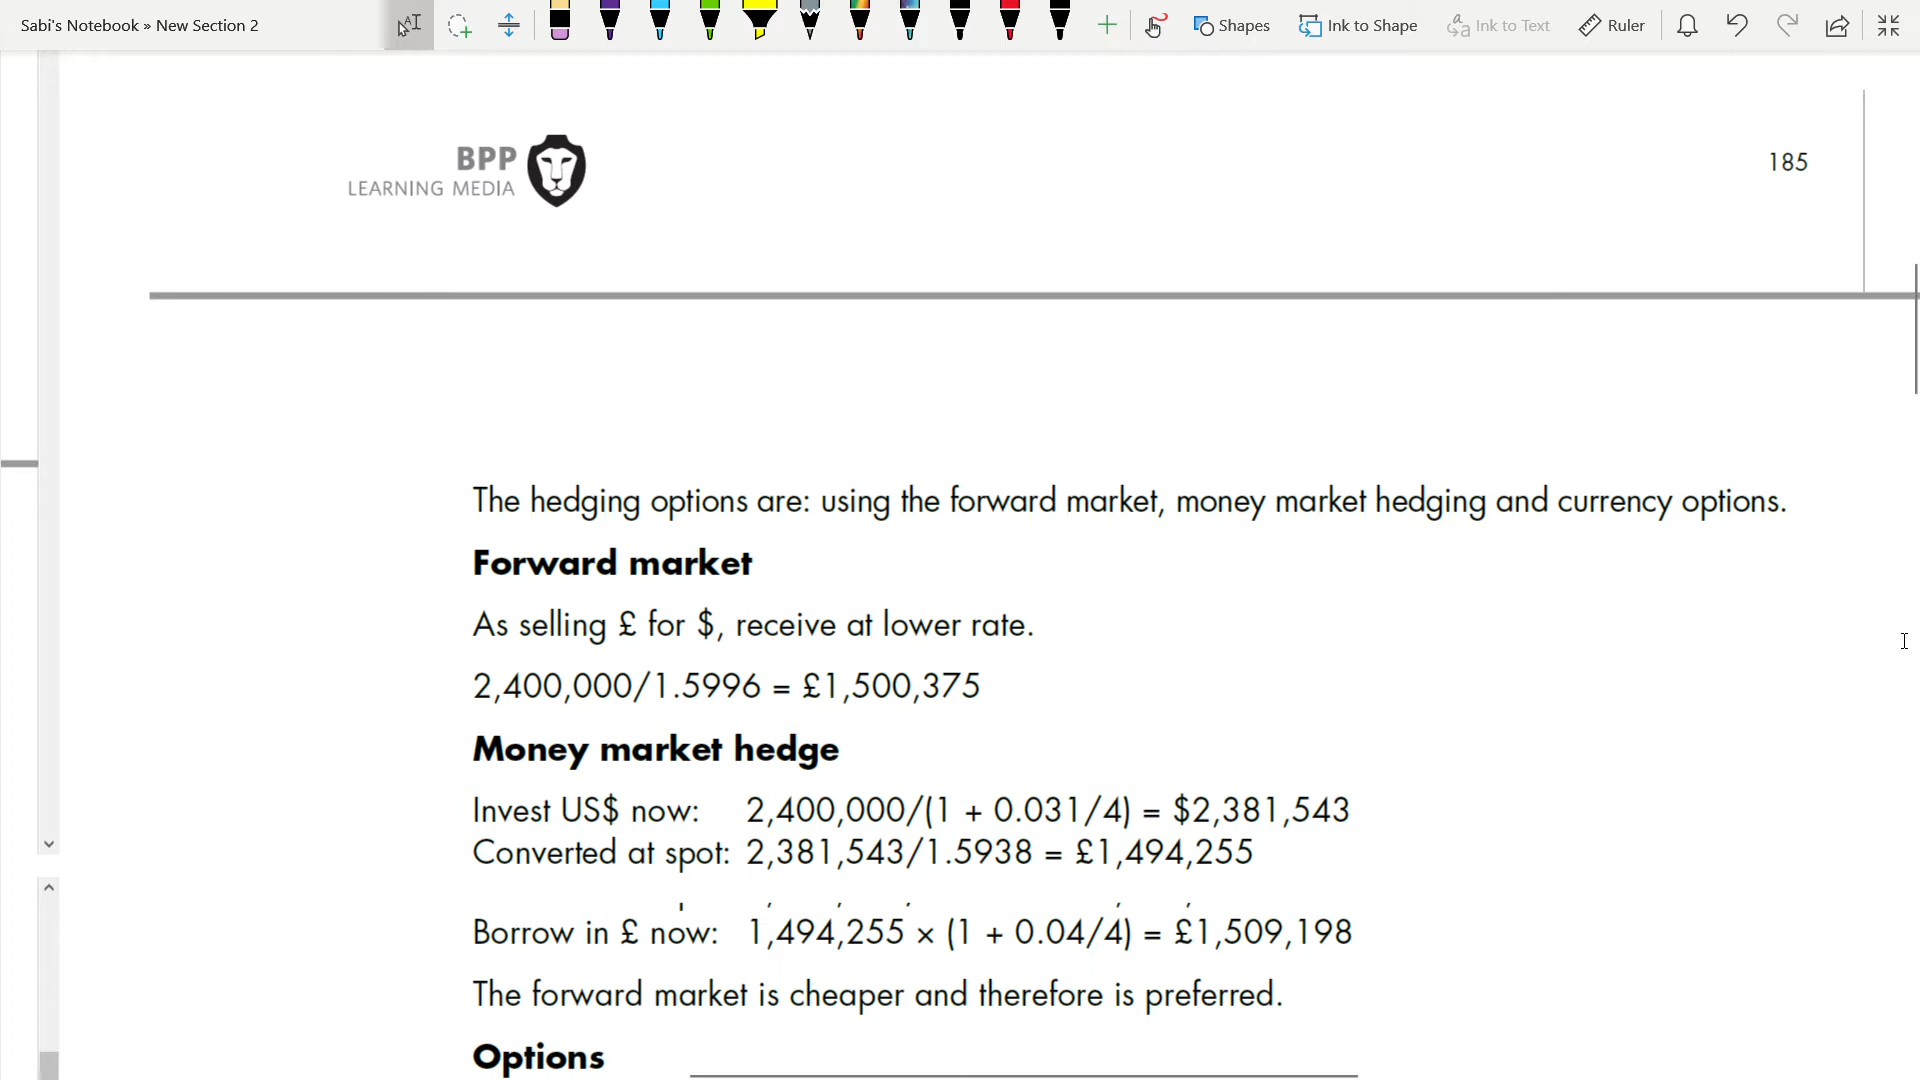 Sabi's Notebook » New Section 2
Shapes
Ink to Shape
Ink to Text
Ruler
BPP
LEARNING MEDIA
185
The hedging options are: using the forward market, money market hedging and currency options.
Forward market
As selling £ for $, receive at lower rate.
2,400,000/1.5996 = £1,500,375
Money market hedge
Invest US$ now: 2,400,000/(1 + 0.031/4) = $2,381,543
Converted at spot: 2,381,543/1.5938 = £1,494,255
Borrow in £ now: 1,494,255 × (1 + 0.04/4) = £1,509,198
The forward market is cheaper and therefore is preferred.
Options